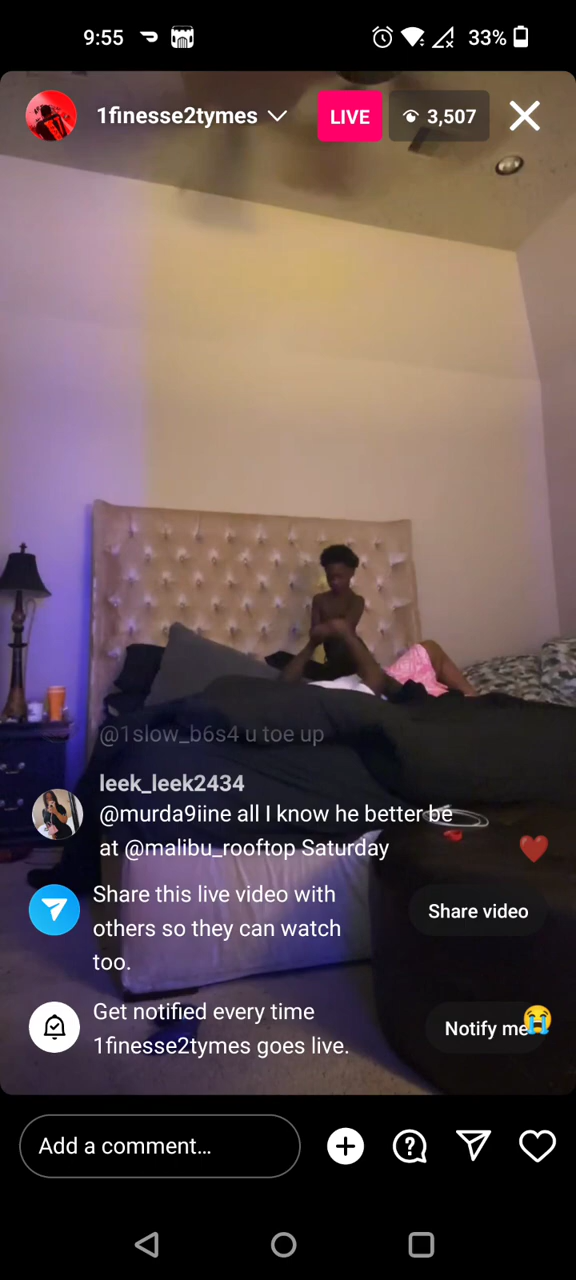 9:55
33%
1finesse2tymes
LIVE
3,507
@1slow_b6s4 u toe up
leek_leek2434
@murda9iine all I know he better be
at @malibu_rooftop Saturday
Share this live video with
others so they can watch
too.
Share video
Get notified every time
1finesse2tymes goes live.
Notify me
Add a comment...